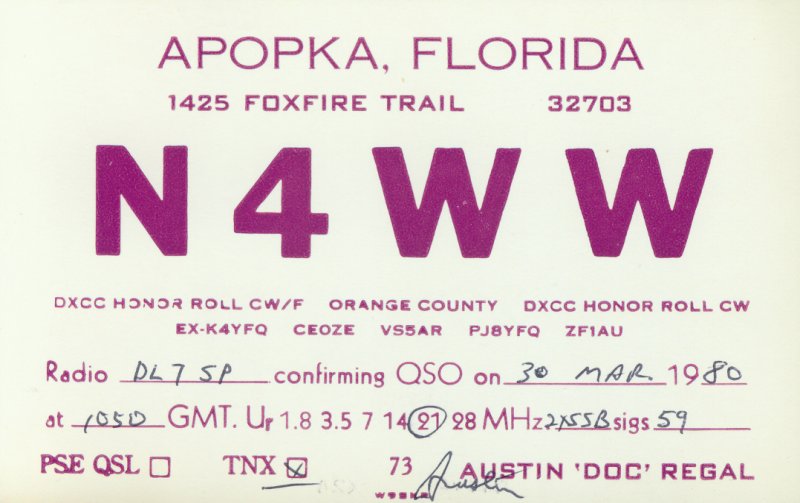 APOPKA, FLORIDA
1425 FOXFIRE TRAIL 32703
N4WW
DXCC HONOR ROLL CW/F ORANGE COUNTY DXCC HONOR ROLL CW
EX-K4YFQ CEOZE VS5AR PJ8YFQ ZF1AU
Radio DL7SP confirming QSO on 30 MAR. 1980
at 1050 GMT. Ur 1.8 3.5 7 14 21 28 MHz 2XSSB sigs 59
PSE QSL TNX 73 Austin AUSTIN 'DOC' REGAL